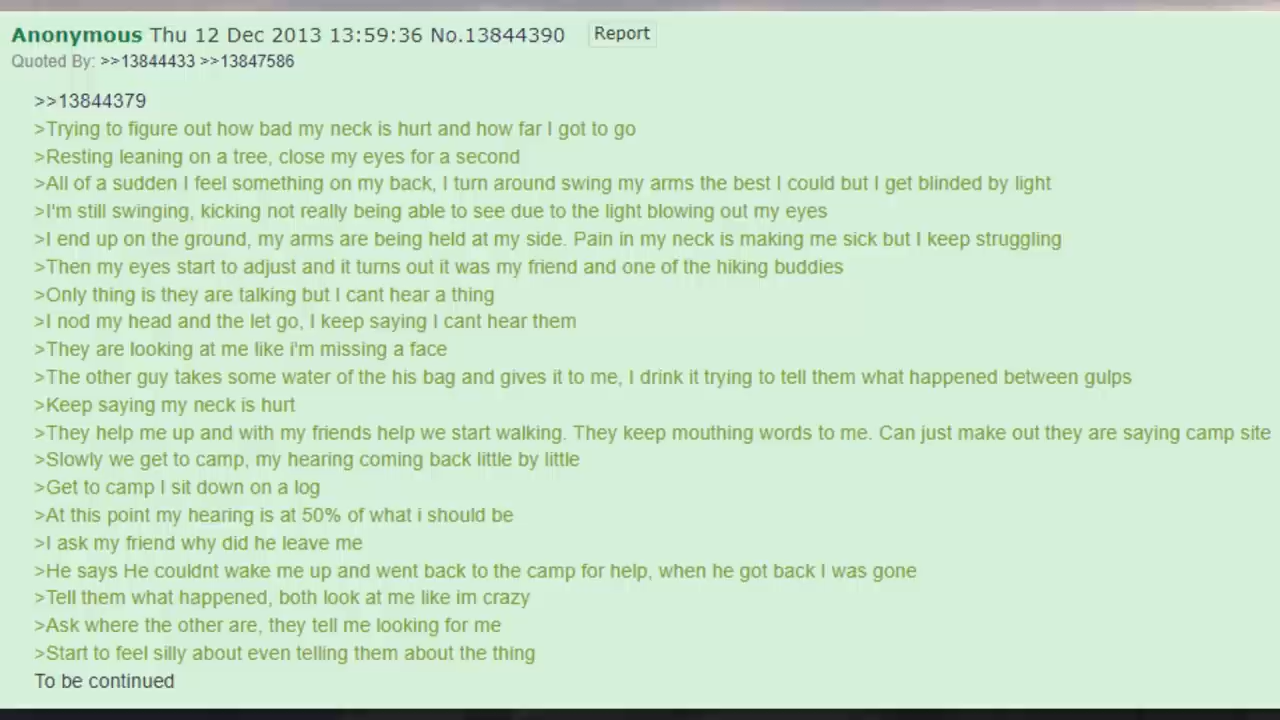 Anonymous Thu 12 Dec 2013 13:59:36 No.13844390 Report
Quoted By: >>13844433 >>13847586
>>13844379
>Trying to figure out how bad my neck is hurt and how far I got to go
>Resting leaning on a tree, close my eyes for a second
>All of a sudden I feel something on my back, I turn around swing my arms the best I could but I get blinded by light
>I'm still swinging, kicking not really being able to see due to the light blowing out my eyes
>I end up on the ground, my arms are being held at my side. Pain in my neck is making me sick but I keep struggling
>Then my eyes start to adjust and it turns out it was my friend and one of the hiking buddies
>Only thing is they are talking but I cant hear a thing
>I nod my head and the let go, I keep saying I cant hear them
>They are looking at me like i'm missing a face
>The other guy takes some water of the his bag and gives it to me, I drink it trying to tell them what happened between gulps
>Keep saying my neck is hurt
>They help me up and with my friends help we start walking. They keep mouthing words to me. Can just make out they are saying camp site
>Slowly we get to camp, my hearing coming back little by little
>Get to camp I sit down on a log
>At this point my hearing is at 50% of what i should be
>I ask my friend why did he leave me
>He says He couldnt wake me up and went back to the camp for help, when he got back I was gone
>Tell them what happened, both look at me like im crazy
>Ask where the other are, they tell me looking for me
>Start to feel silly about even telling them about the thing
To be continued